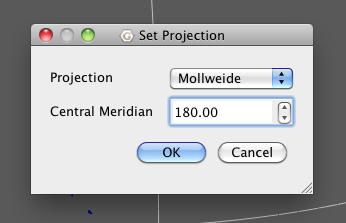 Set Projection
Projection Mollweide
Central Meridian 180.00
OK Cancel